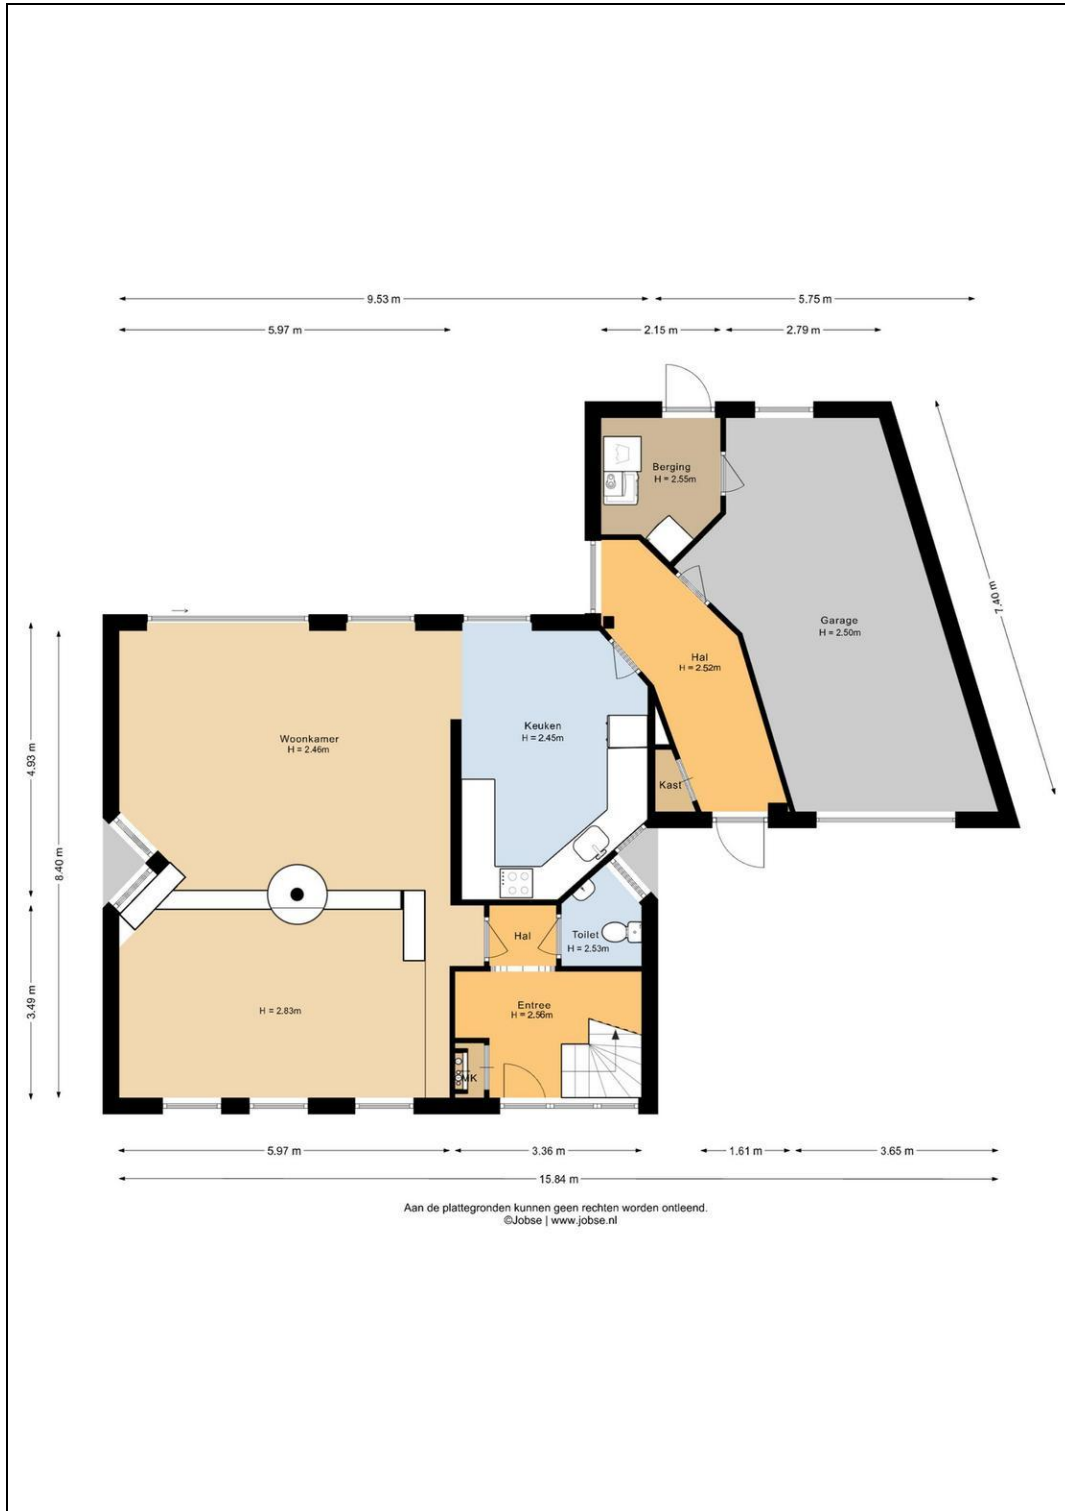 9.53 m
5.75 m
5.97 m
2.15 m
2.79 m
Berging
H = 2.55m
7.40 m
Garage
H = 2.50m
Hal
H = 2.52m
Keuken
H = 2.45m
Woonkamer
H = 2.46m
4.93 m
Kast
8.40 m
Hal
Toilet
H = 2.53m
3.49 m
H = 2.83m
Entree
H = 2.56m
MK
5.97 m
3.36 m
1.61 m
3.65 m
15.84 m
Aan de plattegronden kunnen geen rechten worden ontleend.
©Jobse | www.jobse.nl